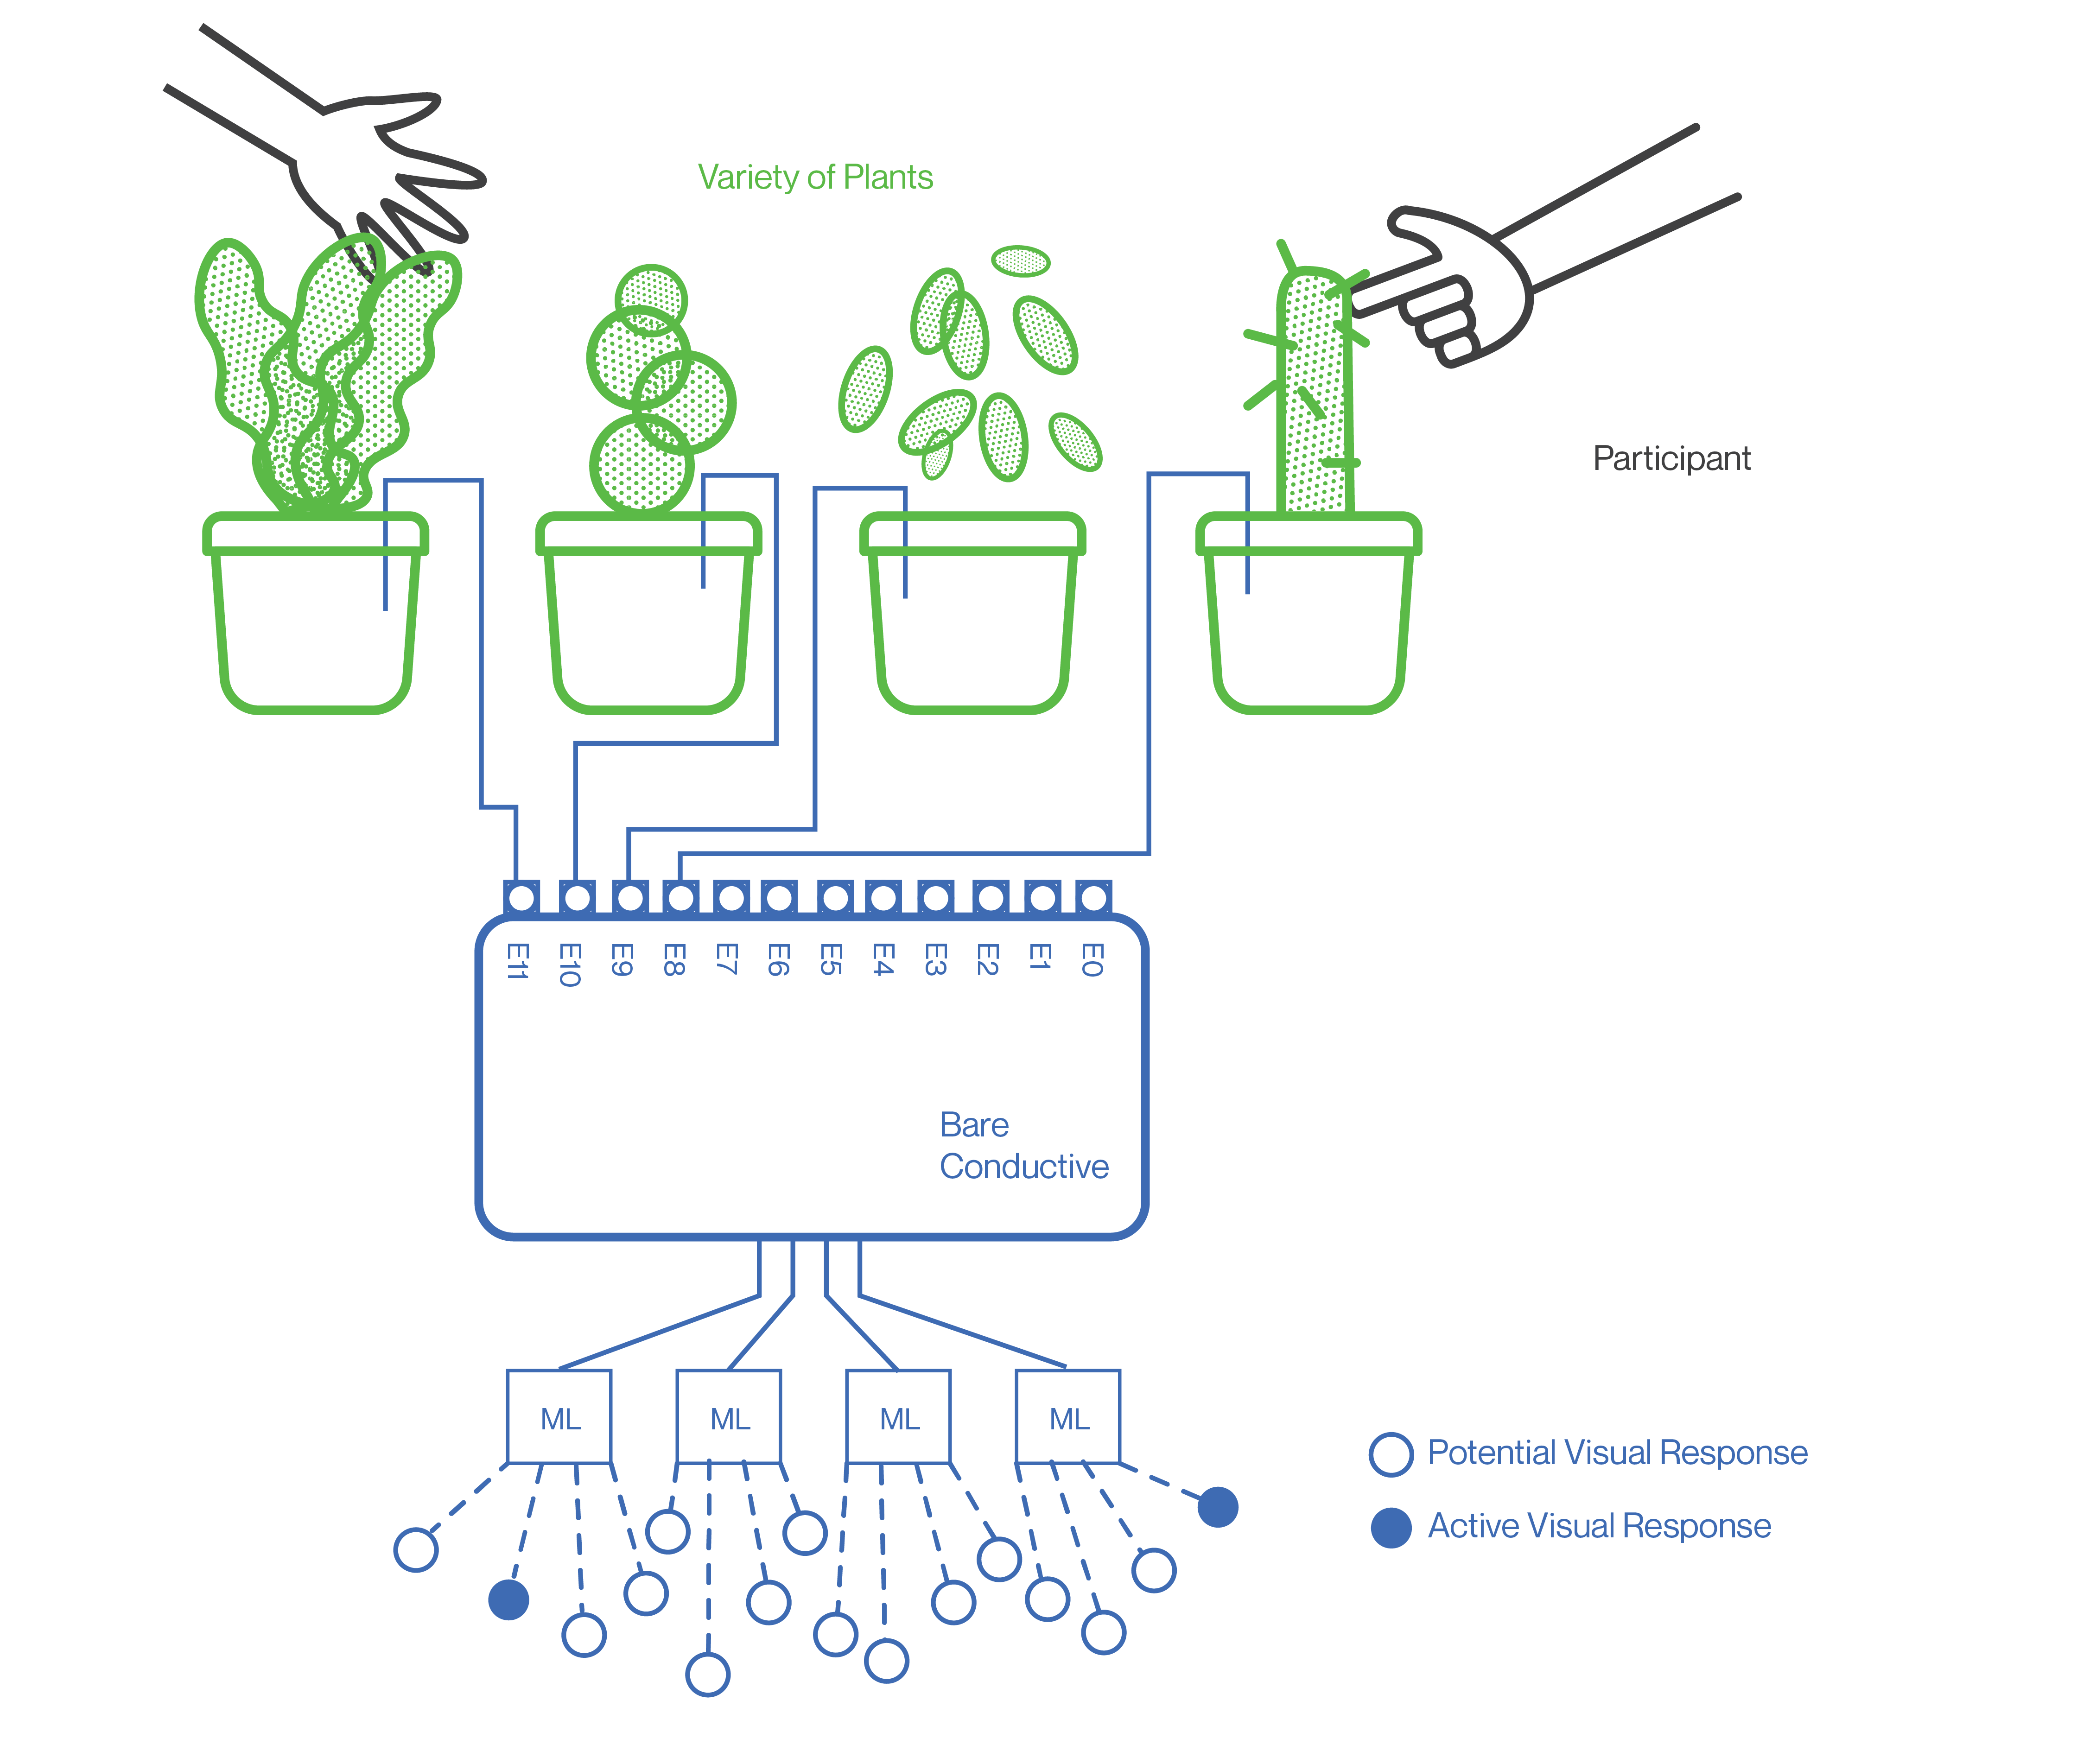 Variety of Plants
Participant
E11
E10
E9
E8
E7
E6
E5
E4
E3
E2
E1
E0
Bare
Conductive
ML
ML
ML
ML
Potential Visual Response
Active Visual Response